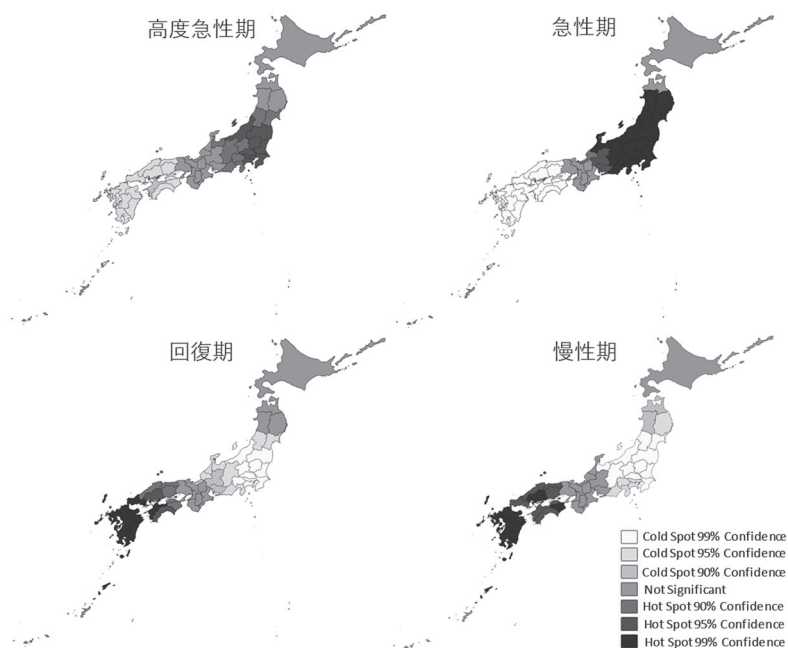 高度急性期
急性期
回復期
慢性期
Cold Spot 99% Confidence
Cold Spot 95% Confidence
Cold Spot 90% Confidence
Not Significant
Hot Spot 90% Confidence
Hot Spot 95% Confidence
Hot Spot 99% Confidence